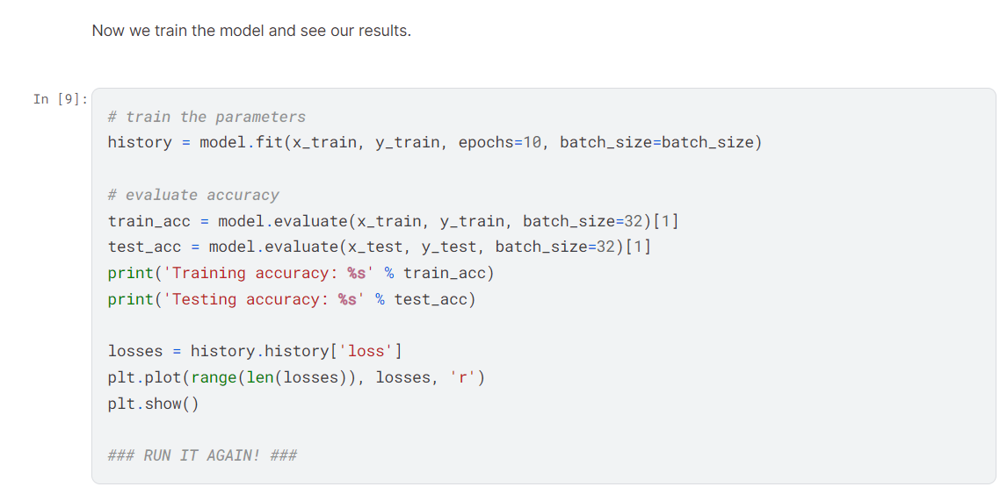 Now we train the model and see our results.
In [9]:
# train the parameters
history = model.fit(x_train, y_train, epochs=10, batch_size=batch_size)
# evaluate accuracy
train_acc = model.evaluate(x_train, y_train, batch_size=32)[1]
test_acc = model.evaluate(x_test, y_test, batch_size=32)[1]
print('Training accuracy: %s' % train_acc)
print('Testing accuracy: %s' % test_acc)
losses = history.history['loss']
plt.plot(range(len(losses)), losses, 'r')
plt.show()
### RUN IT AGAIN! ###